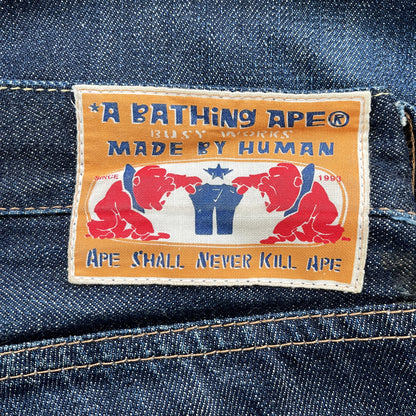 *A BATHING APE®
BUSY WORKS
MADE BY HUMAN
SINCE 1993
APE SHALL NEVER KILL APE